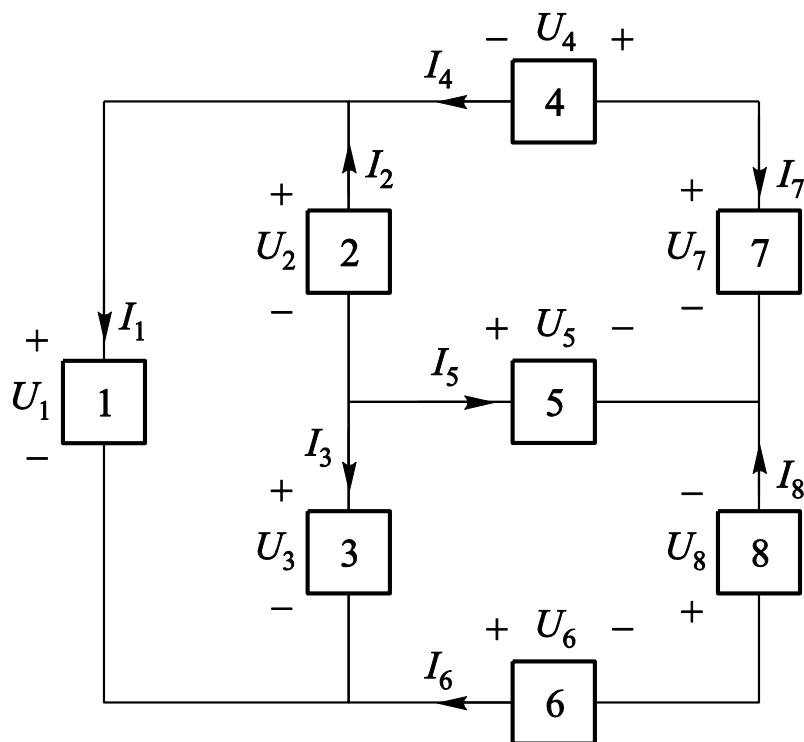 − U4 +
I4
4
I2
I7
+ U2 −
2
+ U7 −
7
I1
+ U1 −
1
+ U5 −
I5
5
I3
I8
+ U3 −
3
− U8 +
8
+ U6 −
I6
6